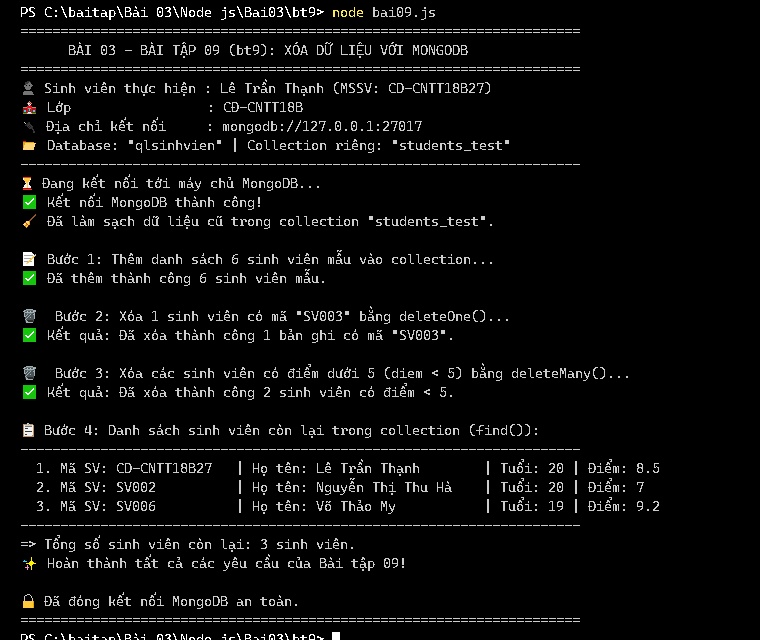 PS C:\baitap\Bài 03\Node js\Bai03\bt9> node bai09.js
======================================================================
BÀI 03 - BÀI TẬP 09 (bt9): XÓA DỮ LIỆU VỚI MONGODB
======================================================================
👤 Sinh viên thực hiện : Lê Trần Thạnh (MSSV: CD-CNTT18B27)
🏫 Lớp : CĐ-CNTT18B
🔌 Địa chỉ kết nối : mongodb://127.0.0.1:27017
📂 Database: "qlsinhvien" | Collection riêng: "students_test"
----------------------------------------------------------------------
⏳ Đang kết nối tới máy chủ MongoDB...
✅ Kết nối MongoDB thành công!
🧹 Đã làm sạch dữ liệu cũ trong collection "students_test".
📝 Bước 1: Thêm danh sách 6 sinh viên mẫu vào collection...
✅ Đã thêm thành công 6 sinh viên mẫu.
🗑️ Bước 2: Xóa 1 sinh viên có mã "SV003" bằng deleteOne()...
✅ Kết quả: Đã xóa thành công 1 bản ghi có mã "SV003".
🗑️ Bước 3: Xóa các sinh viên có điểm dưới 5 (diem < 5) bằng deleteMany()...
✅ Kết quả: Đã xóa thành công 2 sinh viên có điểm < 5.
📋 Bước 4: Danh sách sinh viên còn lại trong collection (find()):
----------------------------------------------------------------------
1. Mã SV: CD-CNTT18B27 | Họ tên: Lê Trần Thạnh | Tuổi: 20 | Điểm: 8.5
2. Mã SV: SV002 | Họ tên: Nguyễn Thị Thu Hà | Tuổi: 20 | Điểm: 7
3. Mã SV: SV006 | Họ tên: Võ Thảo My | Tuổi: 19 | Điểm: 9.2
----------------------------------------------------------------------
=> Tổng số sinh viên còn lại: 3 sinh viên.
✨ Hoàn thành tất cả các yêu cầu của Bài tập 09!
🔒 Đã đóng kết nối MongoDB an toàn.
======================================================================
PS C:\baitap\Bài 03\Node js\Bai03\bt9>